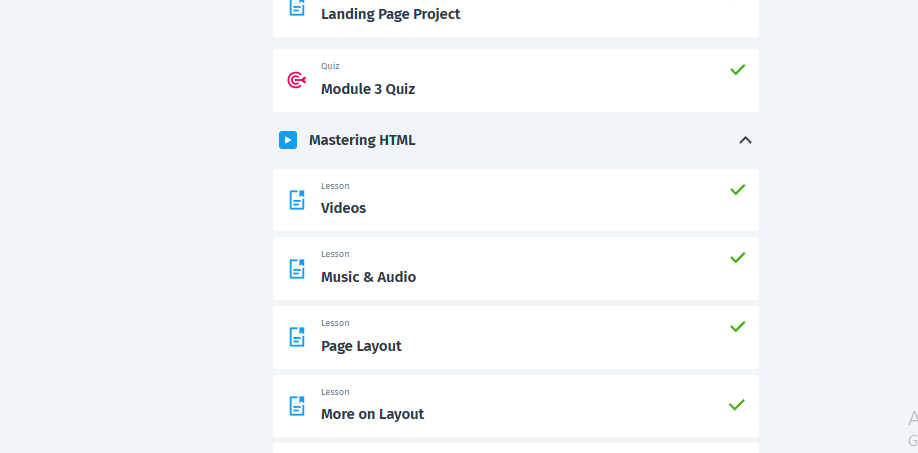 Landing Page Project
Quiz
Module 3 Quiz
Mastering HTML
Lesson
Videos
Lesson
Music & Audio
Lesson
Page Layout
Lesson
More on Layout